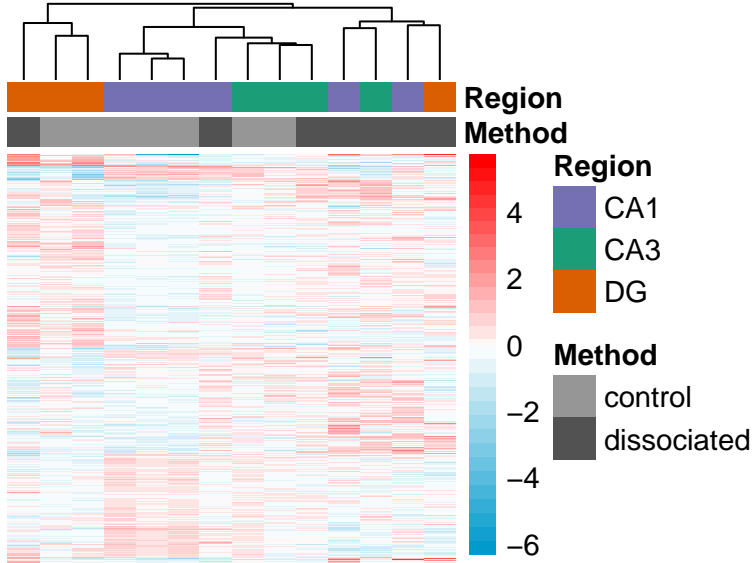 Region
Method
4
2
0
−2
−4
−6
Region
CA1
CA3
DG
Method
control
dissociated